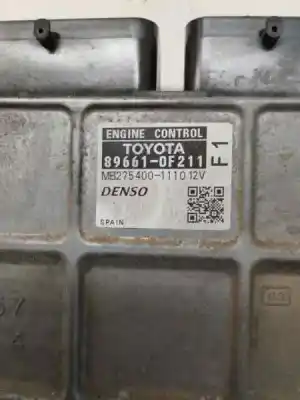 ENGINE CONTROL
TOYOTA
89661-0F211
F1
MB275400-1110 12V
DENSO
SPAIN